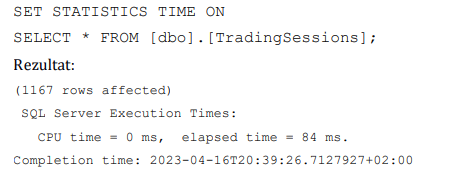 SET STATISTICS TIME ON
SELECT * FROM [dbo].[TradingSessions];
Rezultat:
(1167 rows affected)
SQL Server Execution Times:
CPU time = 0 ms,  elapsed time = 84 ms.
Completion time: 2023-04-16T20:39:26.7127927+02:00